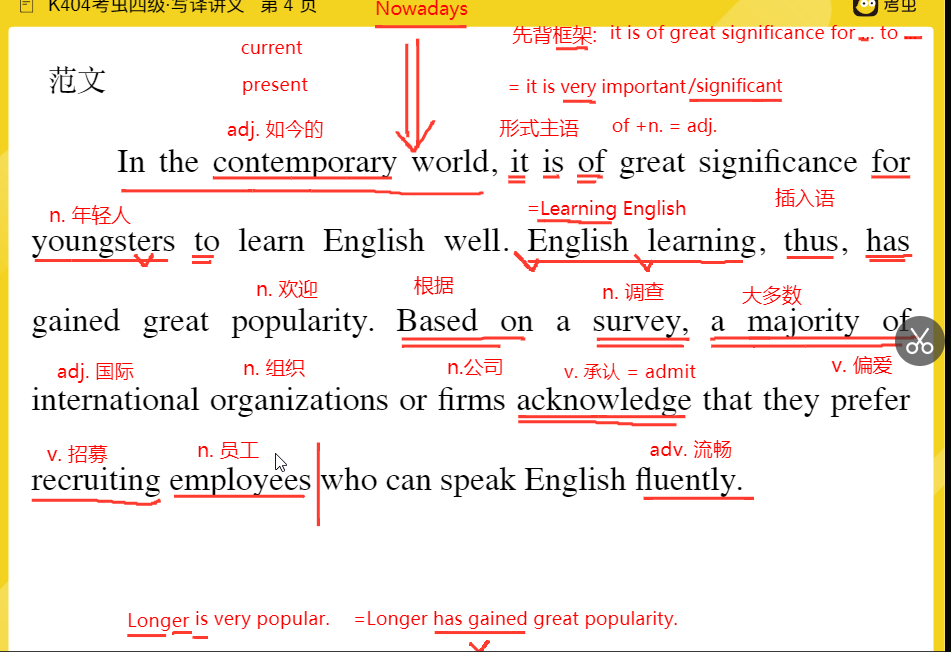 K404考虫四级·写译讲义 第 4 页
考虫
Nowadays
先背框架: it is of great significance for ... to ...
current
范文
present
= it is very important/significant
adj. 如今的
形式主语 of +n. = adj.
In the contemporary world, it is of great significance for
插入语
n. 年轻人
=Learning English
youngsters to learn English well. English learning, thus, has
n. 欢迎 根据 n. 调查 大多数
gained great popularity. Based on a survey, a majority of
adj. 国际 n. 组织 n.公司 v. 承认 = admit v. 偏爱
international organizations or firms acknowledge that they prefer
v. 招募 n. 员工 adv. 流畅
recruiting employees who can speak English fluently.
Longer is very popular. =Longer has gained great popularity.